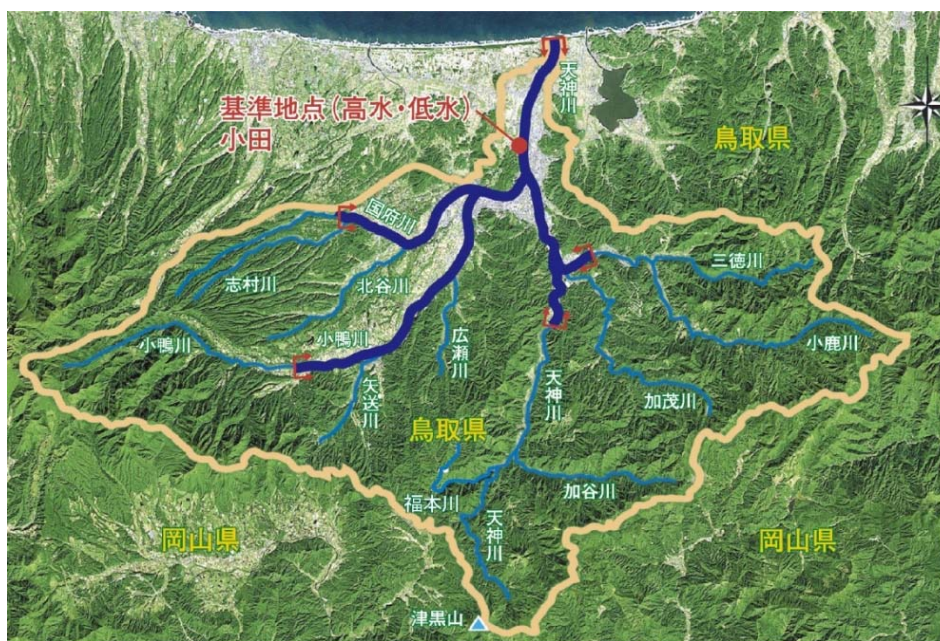 天神川
基準地点（高水・低水）
小田
鳥取県
国府川
三徳川
志村川
北谷川
小鴨川
小鴨川
広瀬川
小鹿川
矢送川
天神川
加茂川
鳥取県
福本川
加谷川
天神川
岡山県
岡山県
津黒山